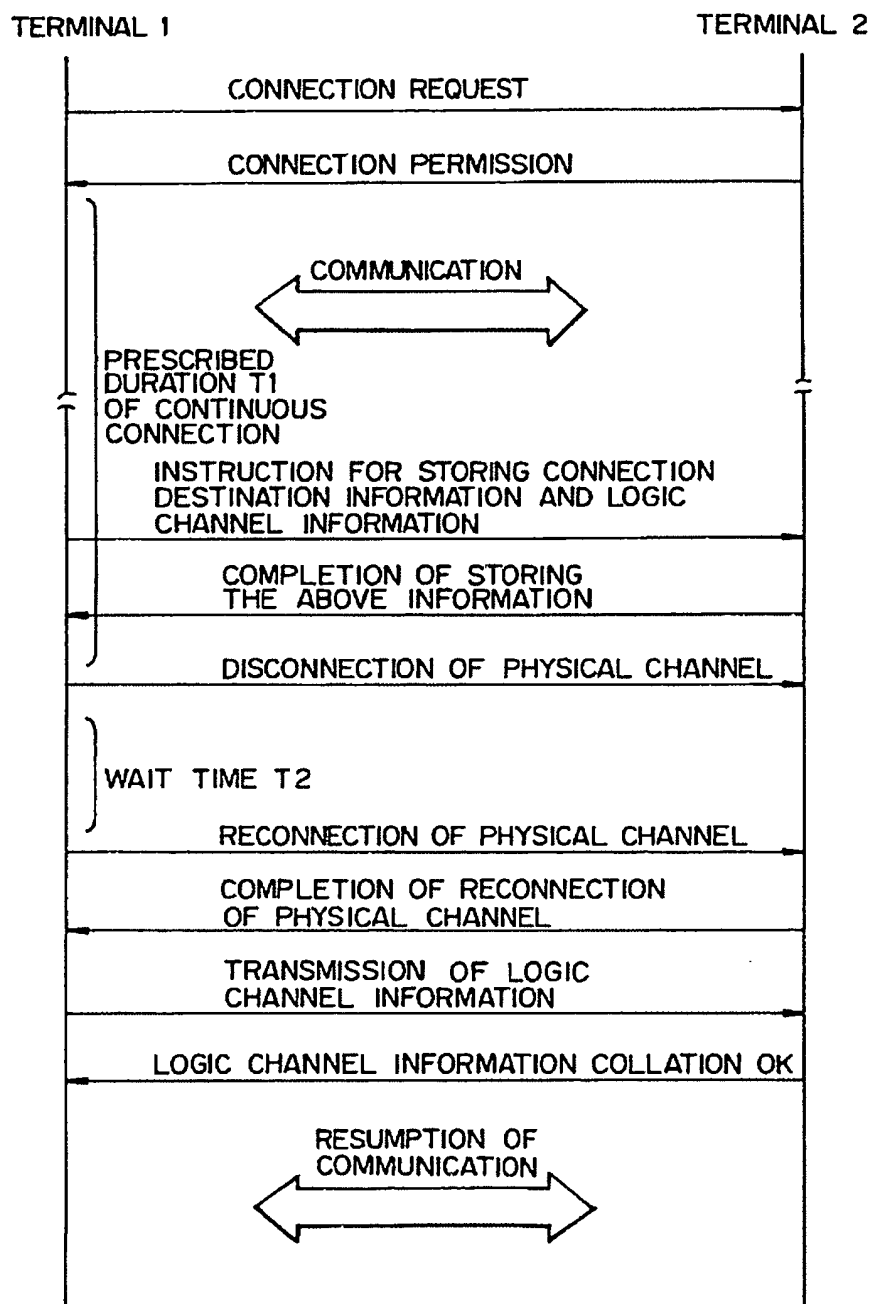 TERMINAL 1
TERMINAL 2
CONNECTION REQUEST
CONNECTION PERMISSION
COMMUNICATION
PRESCRIBED
DURATION T1
OF CONTINUOUS
CONNECTION
INSTRUCTION FOR STORING CONNECTION
DESTINATION INFORMATION AND LOGIC
CHANNEL INFORMATION
COMPLETION OF STORING
THE ABOVE INFORMATION
DISCONNECTION OF PHYSICAL CHANNEL
WAIT TIME T2
RECONNECTION OF PHYSICAL CHANNEL
COMPLETION OF RECONNECTION
OF PHYSICAL CHANNEL
TRANSMISSION OF LOGIC
CHANNEL INFORMATION
LOGIC CHANNEL INFORMATION COLLATION OK
RESUMPTION OF
COMMUNICATION